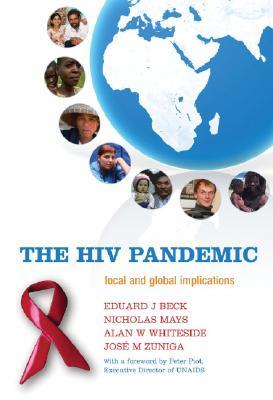 THE HIV PANDEMIC
local and global implications
EDUARD J BECK
NICHOLAS MAYS
ALAN W WHITESIDE
JOSÉ M ZUNIGA
With a foreword by Peter Piot,
Executive Director of UNAIDS